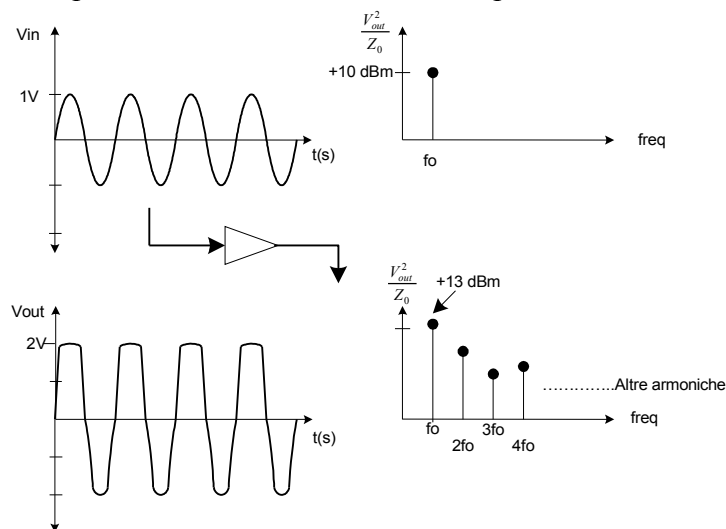 Vin
1V
t(s)
V²out
Z0
+10 dBm
freq
fo
Vout
2V
t(s)
V²out
Z0
+13 dBm
..............Altre armoniche
fo
2fo
3fo
4fo
freq